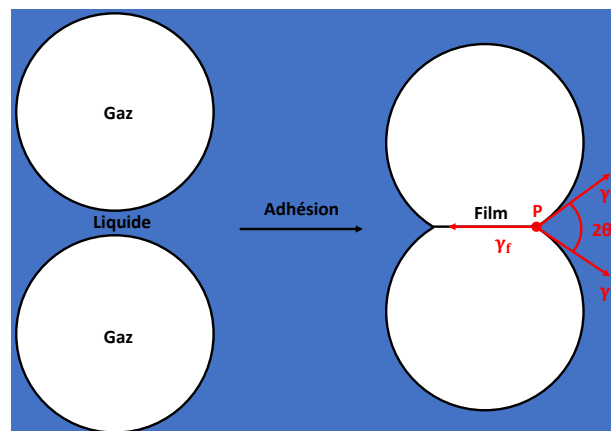 Gaz
Liquide
Gaz
Adhésion
Film
P
γ
2θ
γf
γ